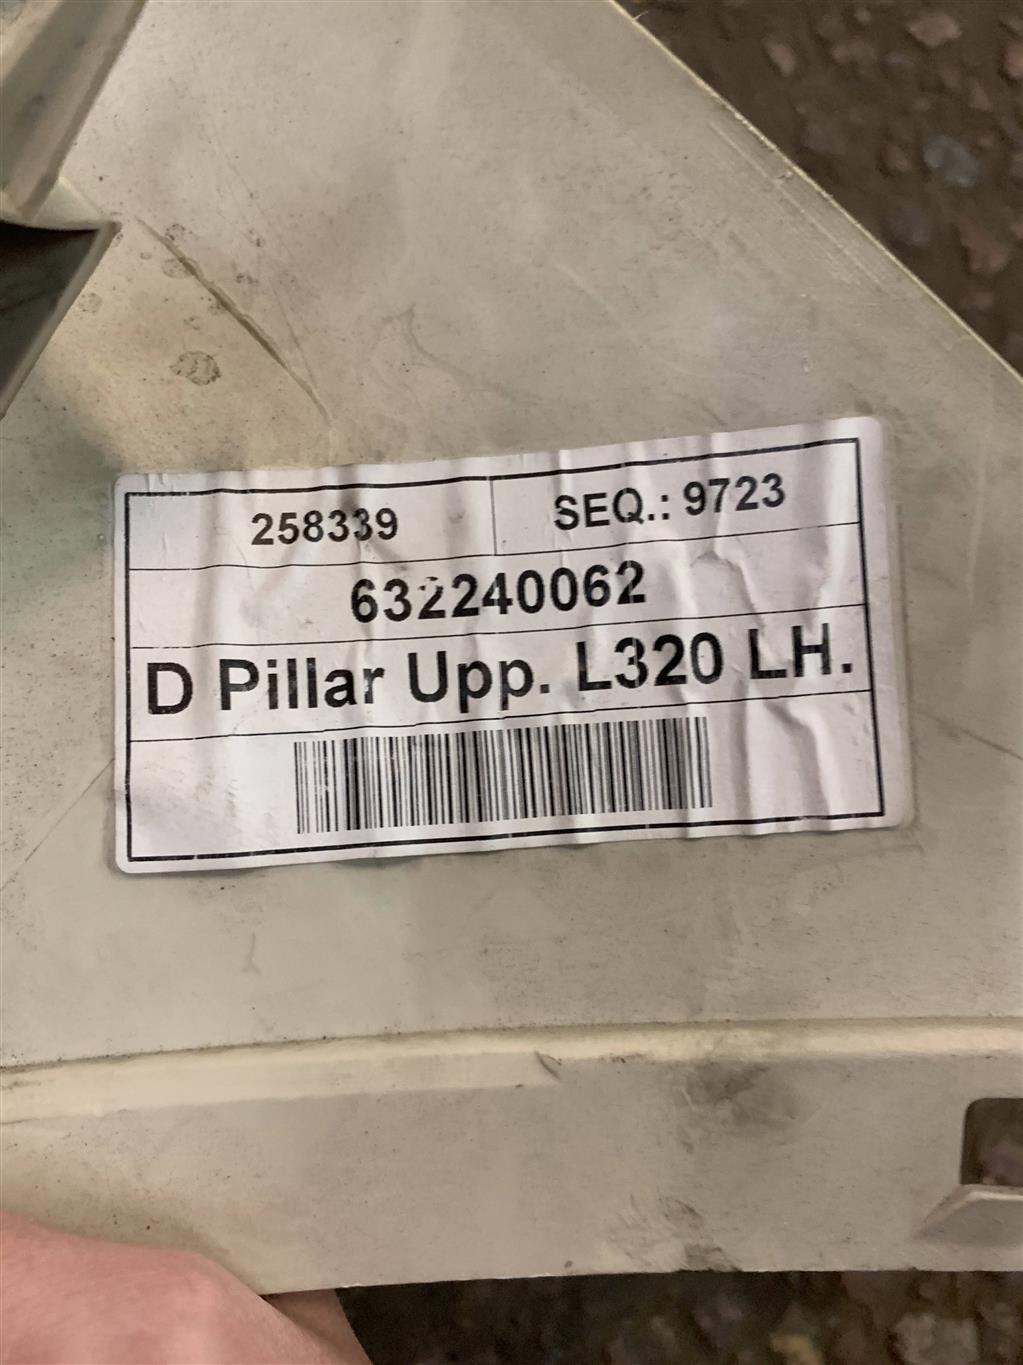 258339 SEQ.: 9723
632240062
D Pillar Upp. L320 LH.